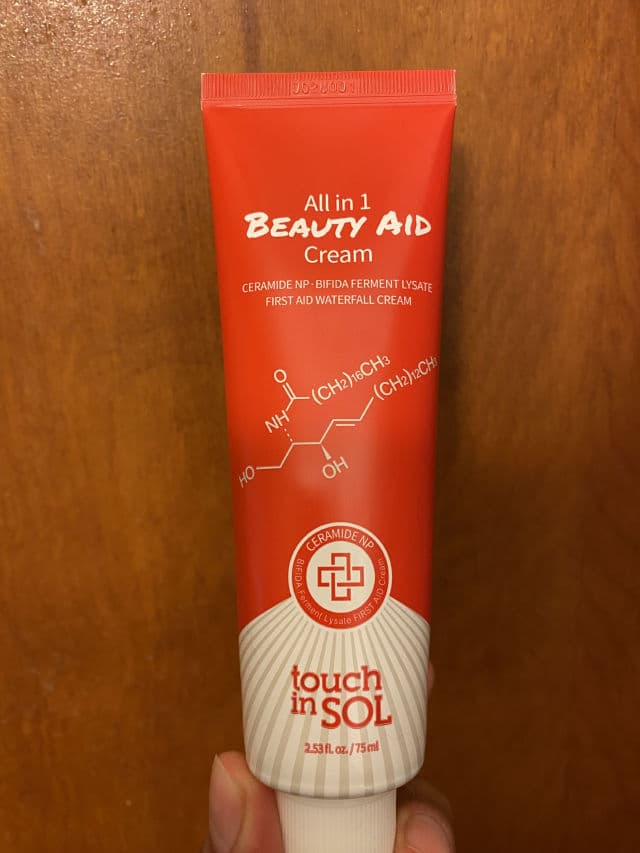 All in 1
BEAUTY AID
Cream
CERAMIDE NP · BIFIDA FERMENT LYSATE
FIRST AID WATERFALL CREAM
O
(CH2)16CH3
(CH2)12CH3
NH
HO
OH
CERAMIDE NP
BIFIDA Ferment Lysate FIRST AID Cream
touch
in SOL
2.53 fl. oz. / 75 ml